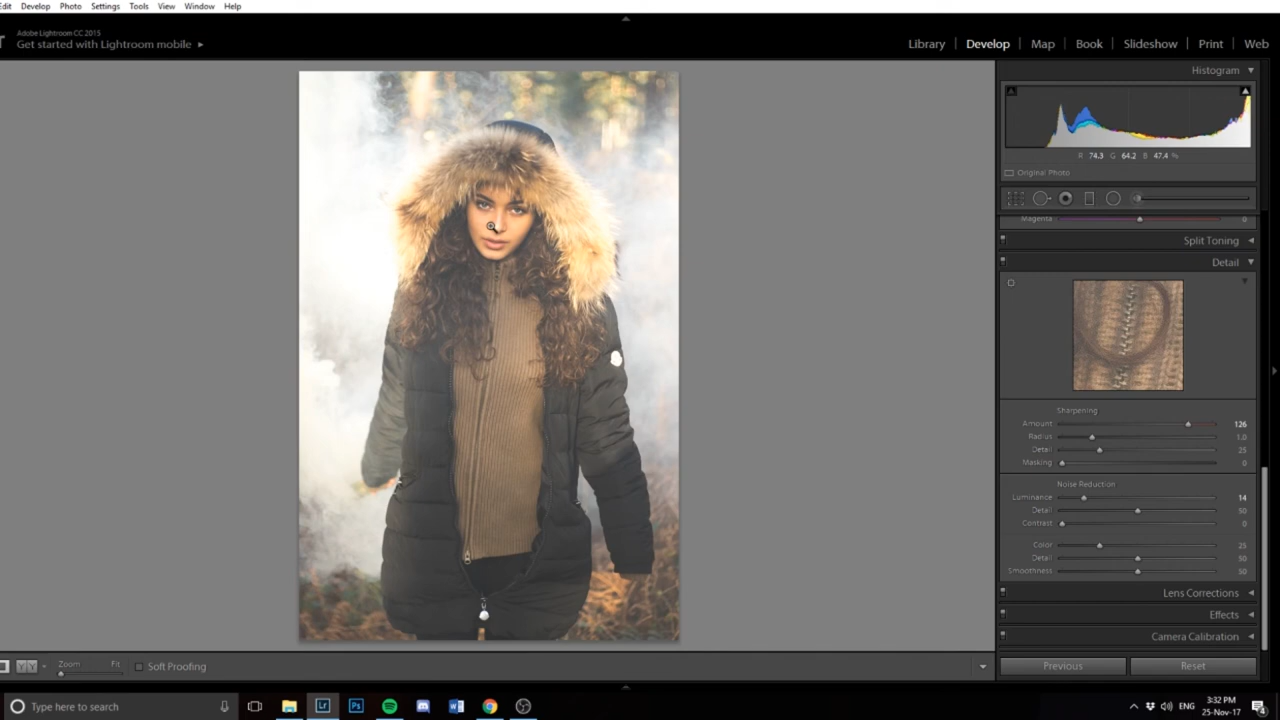 Edit Develop Photo Settings Tools View Window Help
Adobe Lightroom CC 2015
Get started with Lightroom mobile
Library Develop Map Book Slideshow Print Web
Histogram
R 74.3 G 64.2 B 47.4 %
Original Photo
Magenta 0
Split Toning
Detail
Sharpening
Amount 126
Radius 1.0
Detail 25
Masking 0
Noise Reduction
Luminance 14
Detail 50
Contrast 0
Color 25
Detail 50
Smoothness 50
Lens Corrections
Effects
Camera Calibration
Zoom Fit Soft Proofing
Previous Reset
Type here to search
Lr Ps
ENG
3:32 PM
25-Nov-17
4